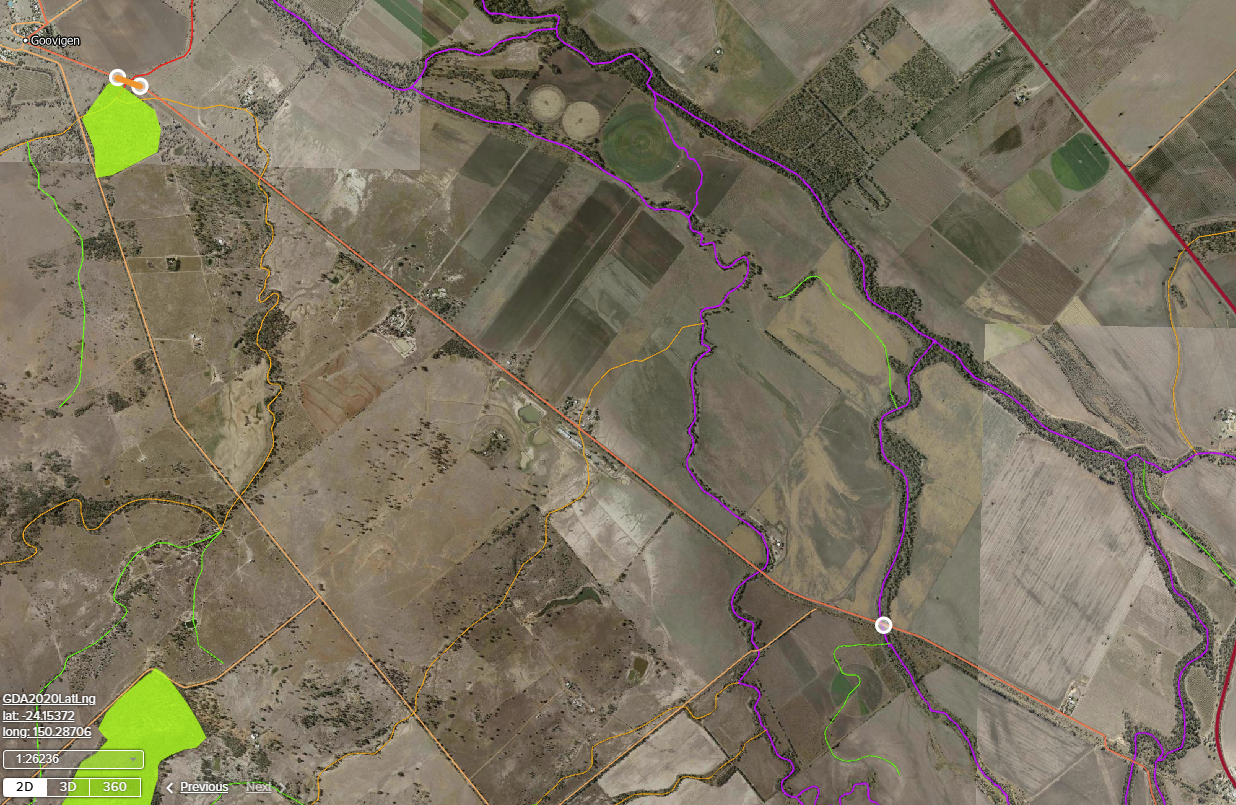 Goovigen
GDA2020LatLng
lat: -24.15372
long: 150.28706
1:26236
2D 3D 360 Previous Next